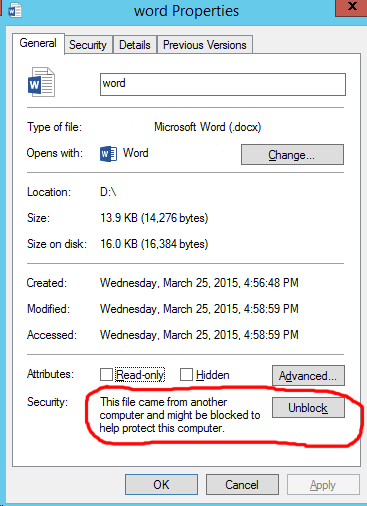 word Properties
General Security Details Previous Versions
word
Type of file: Microsoft Word (.docx)
Opens with: Word Change...
Location: D:\
Size: 13.9 KB (14,276 bytes)
Size on disk: 16.0 KB (16,384 bytes)
Created: Wednesday, March 25, 2015, 4:56:48 PM
Modified: Wednesday, March 25, 2015, 4:58:59 PM
Accessed: Wednesday, March 25, 2015, 4:58:59 PM
Attributes: Read-only Hidden Advanced...
Security: This file came from another
computer and might be blocked to
help protect this computer.
Unblock
OK Cancel Apply